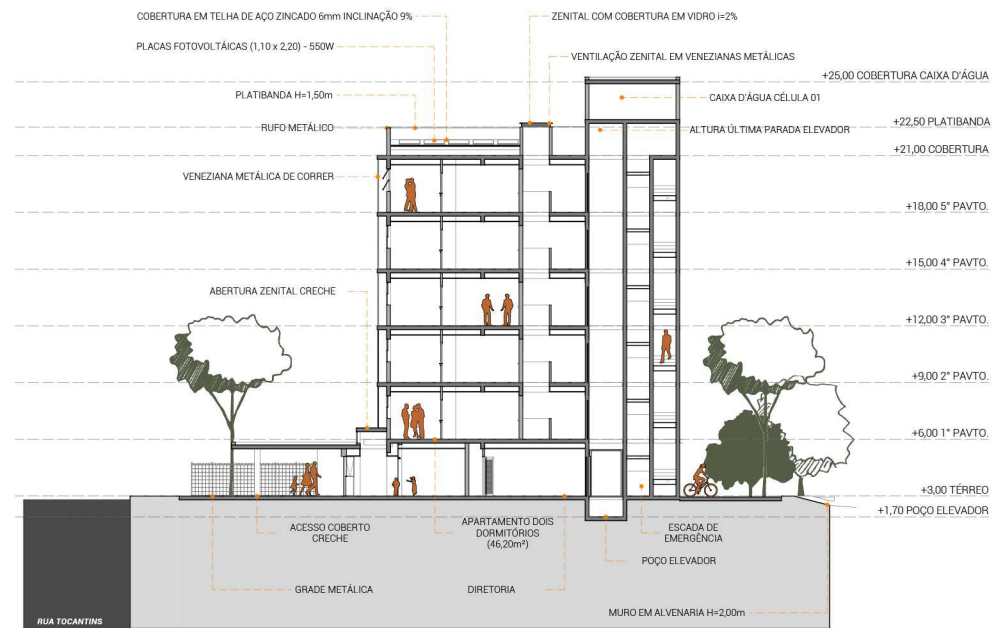 COBERTURA EM TELHA DE AÇO ZINCADO 6mm INCLINAÇÃO 9%
ZENITAL COM COBERTURA EM VIDRO i=2%
PLACAS FOTOVOLTÁICAS (1,10 x 2,20) - 550W
VENTILAÇÃO ZENITAL EM VENEZIANAS METÁLICAS
+25,00 COBERTURA CAIXA D'ÁGUA
PLATIBANDA H=1,50m
CAIXA D'ÁGUA CÉLULA 01
+22,50 PLATIBANDA
RUFO METÁLICO
ALTURA ÚLTIMA PARADA ELEVADOR
+21,00 COBERTURA
VENEZIANA METÁLICA DE CORRER
+18,00 5° PAVTO.
+15,00 4° PAVTO.
ABERTURA ZENITAL CRECHE
+12,00 3° PAVTO.
+9,00 2° PAVTO.
+6,00 1° PAVTO.
+3,00 TÉRREO
+1,70 POÇO ELEVADOR
ACESSO COBERTO
CRECHE
APARTAMENTO DOIS
DORMITÓRIOS
(46,20m²)
ESCADA DE
EMERGÊNCIA
POÇO ELEVADOR
GRADE METÁLICA
DIRETORIA
MURO EM ALVENARIA H=2,00m
RUA TOCANTINS